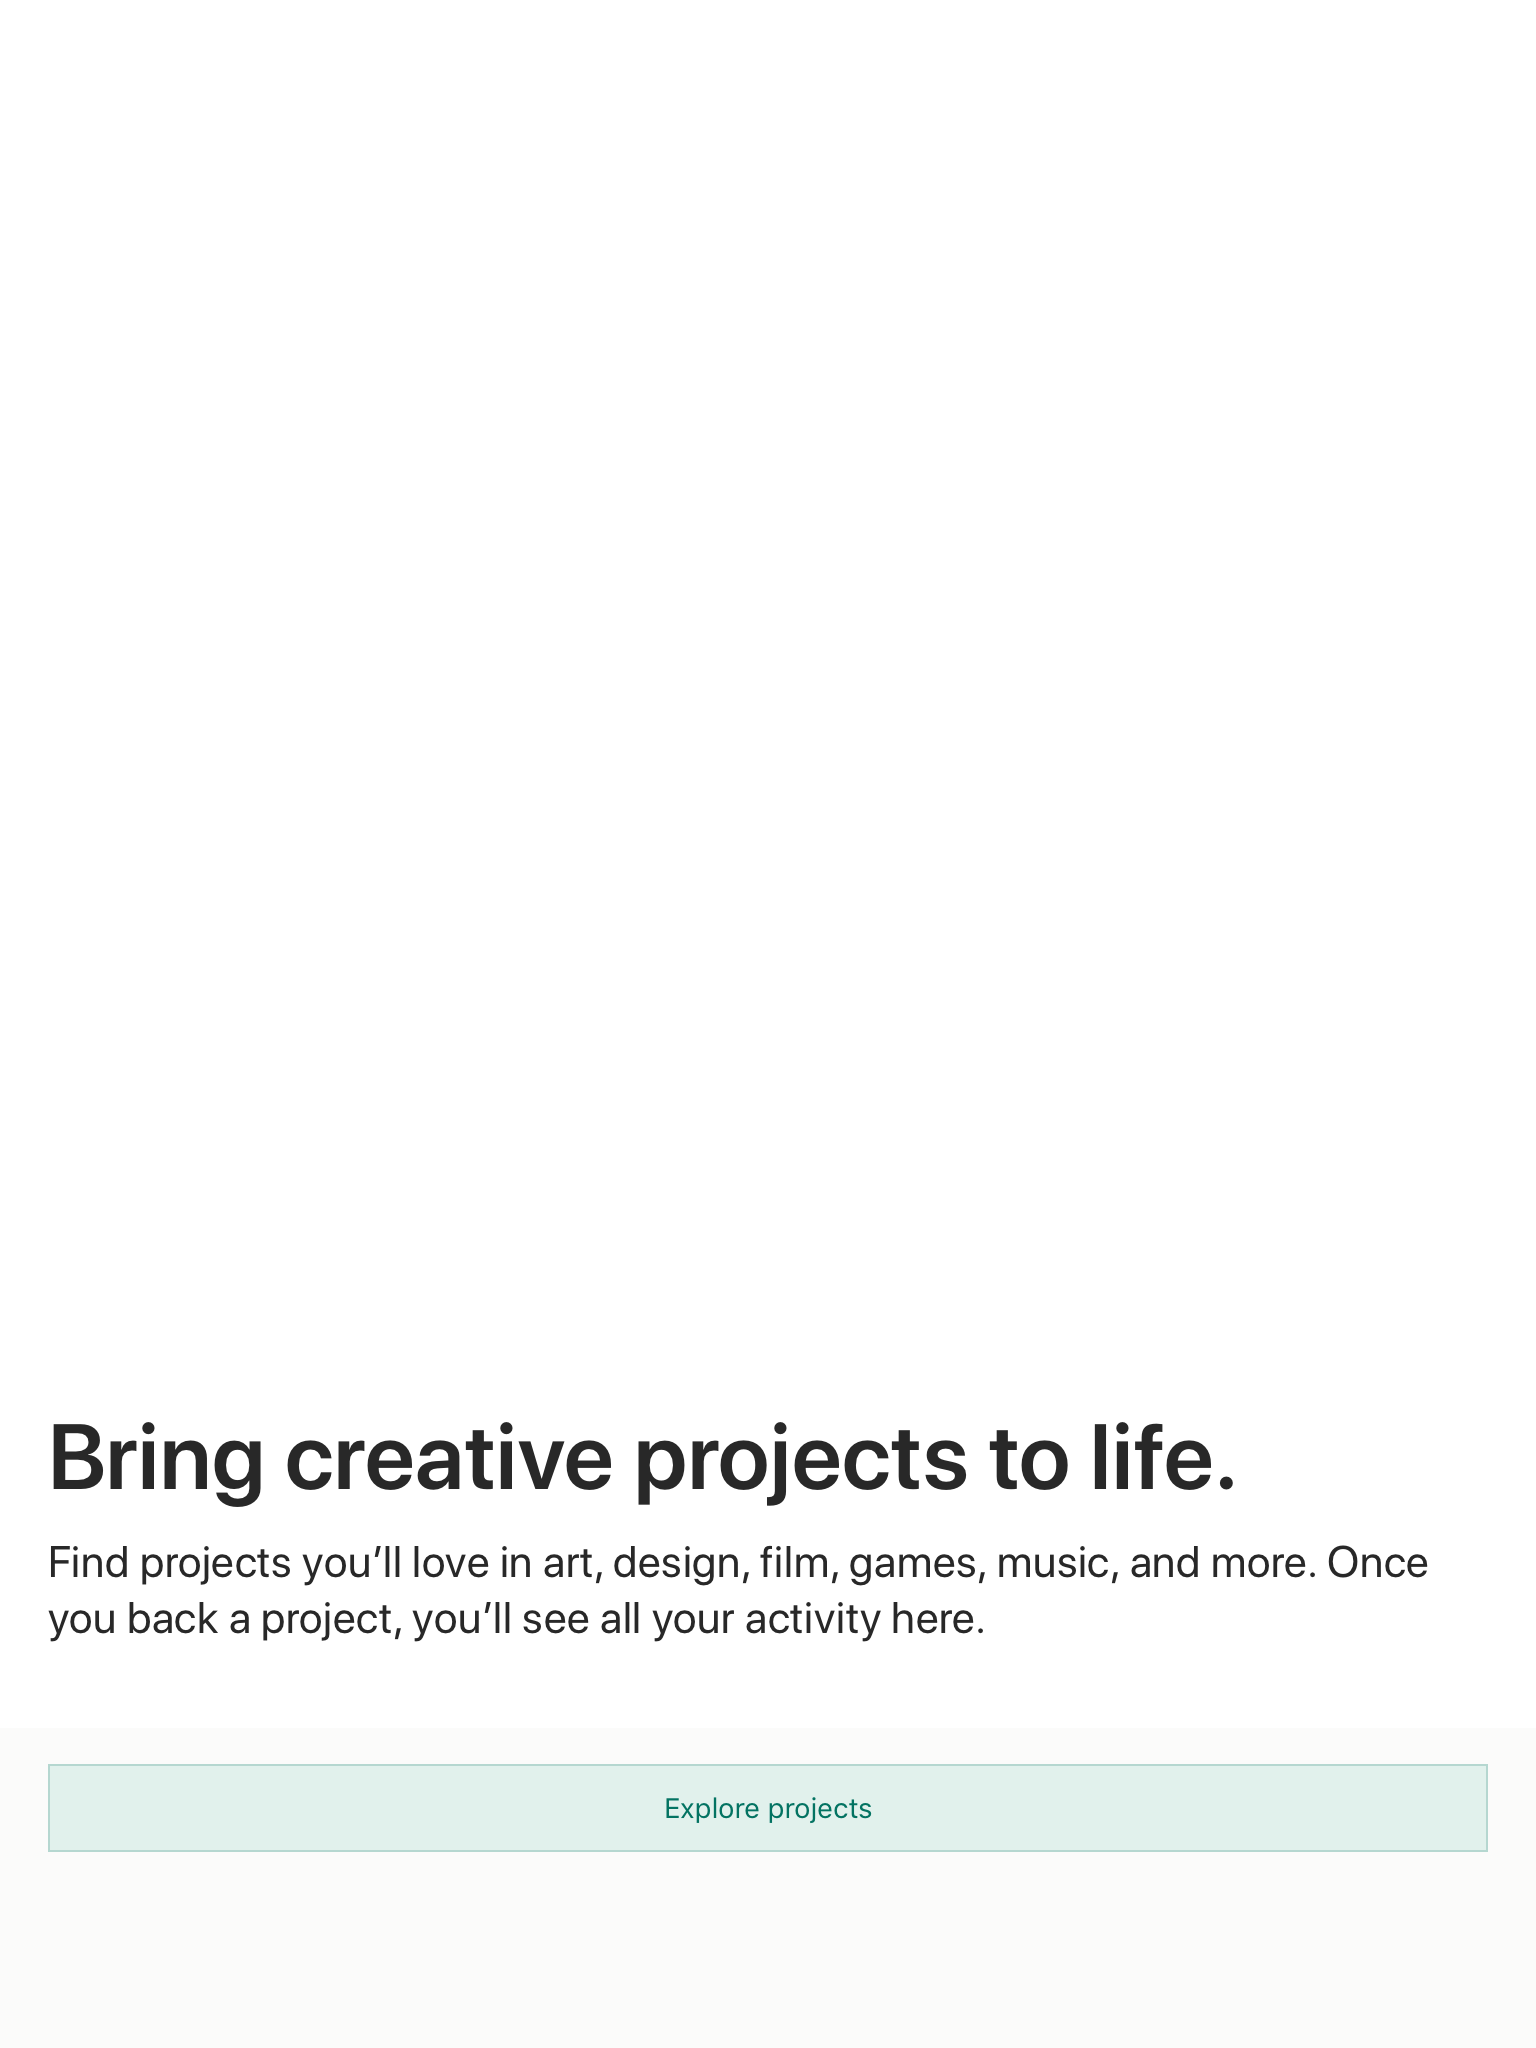 Bring creative projects to life.
Find projects you’ll love in art, design, film, games, music, and more. Once
you back a project, you’ll see all your activity here.
Explore projects